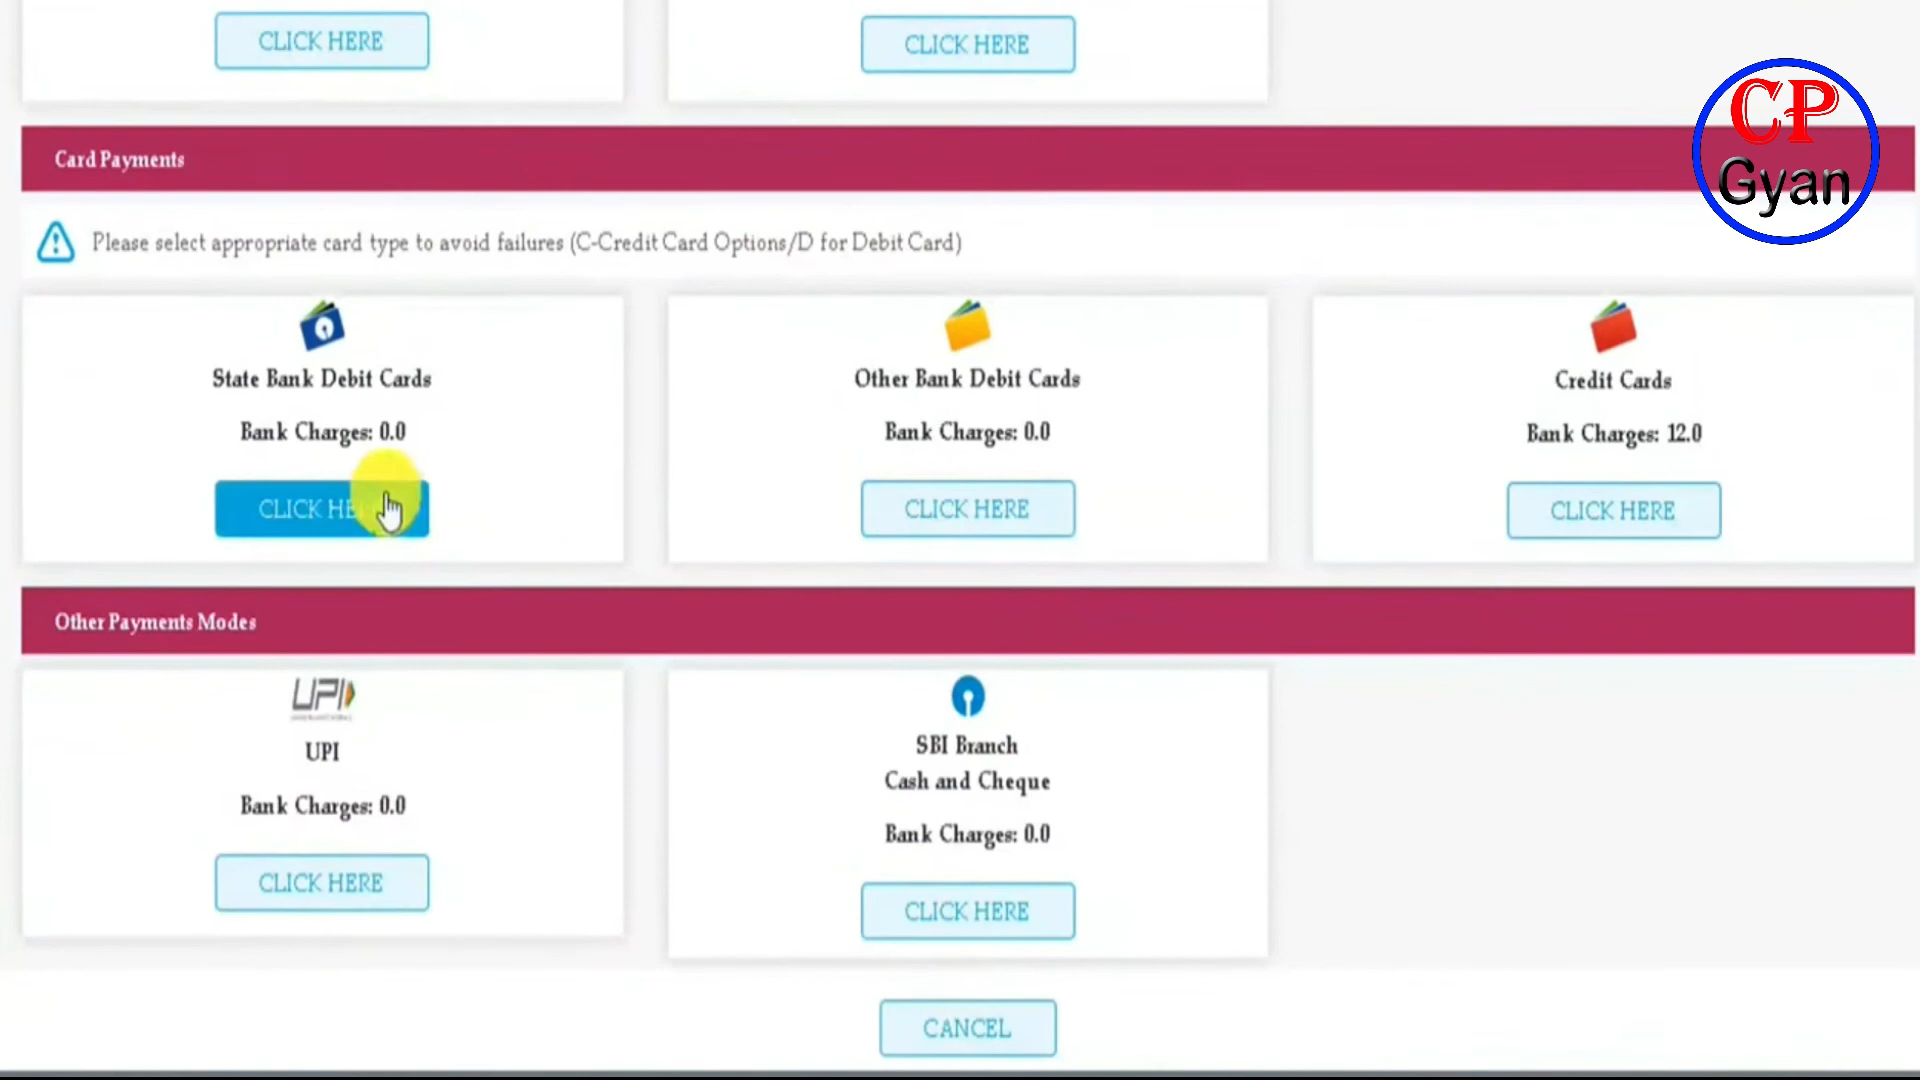 CLICK HERE
CLICK HERE
CP
Gyan
Card Payments
Please select appropriate card type to avoid failures (C-Credit Card Options/D for Debit Card)
State Bank Debit Cards
Other Bank Debit Cards
Credit Cards
Bank Charges: 0.0
Bank Charges: 0.0
Bank Charges: 12.0
CLICK
CLICK HERE
CLICK HERE
Other Payments Modes
UPI
UPI
Bank Charges: 0.0
CLICK HERE
SBI Branch
Cash and Cheque
Bank Charges: 0.0
CLICK HERE
CANCEL